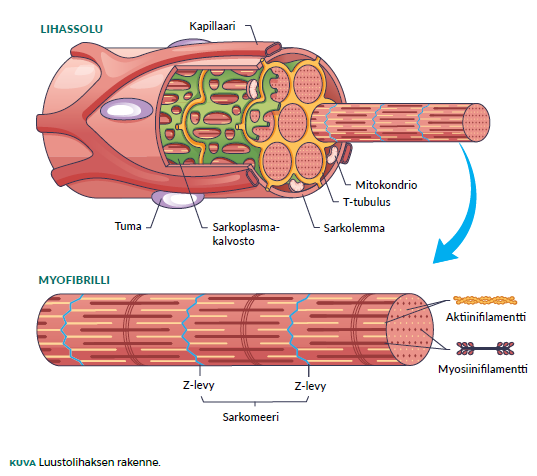 LIHASSOLU
Kapillaari
Mitokondrio
T-tubulus
Tuma
Sarkoplasma-
kalvosto
Sarkolemma
MYOFIBRILLI
Aktiinifilamentti
Myosiinifilamentti
Z-levy
Z-levy
Sarkomeeri
KUVA Luustolihaksen rakenne.